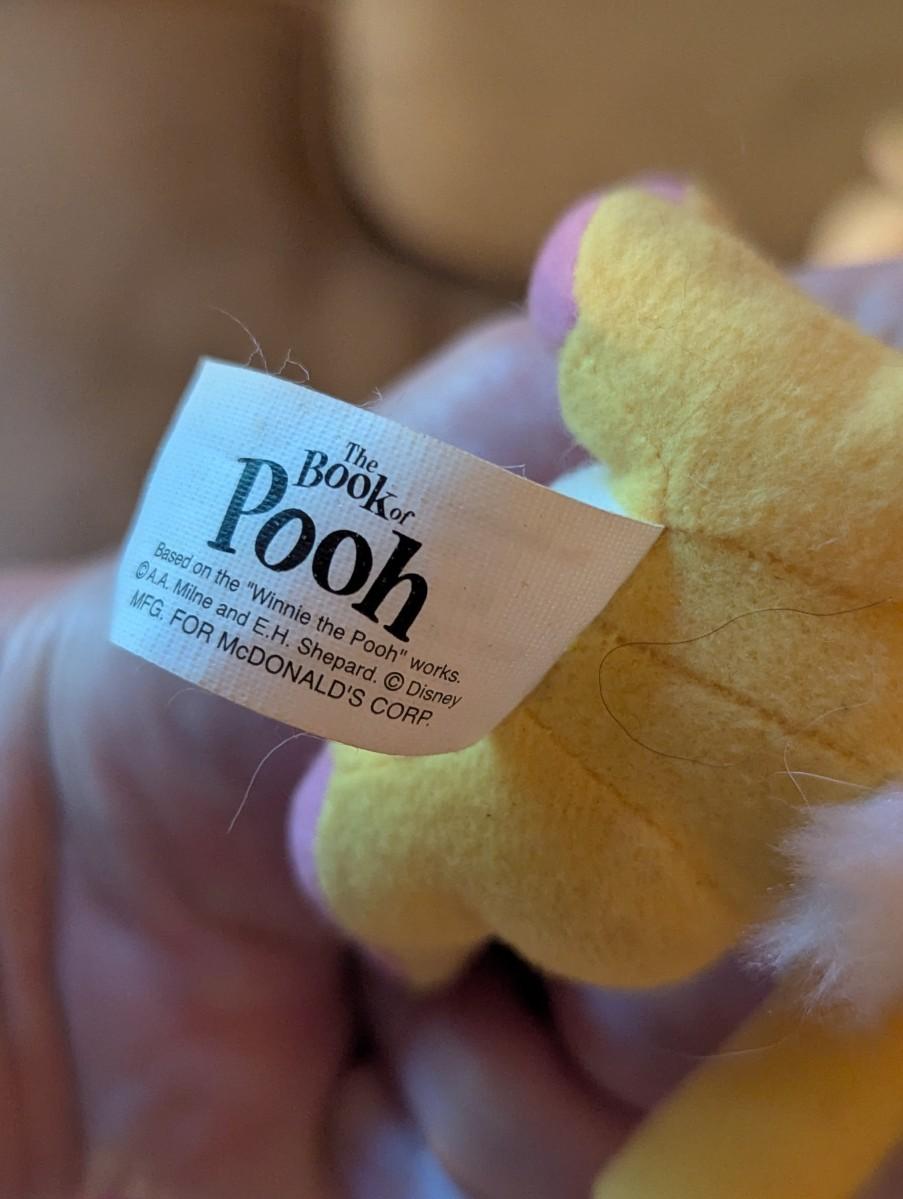 The
Book of
Pooh
Based on the "Winnie the Pooh" works.
©A.A. Milne and E.H. Shepard. © Disney
MFG. FOR McDONALD'S CORP.